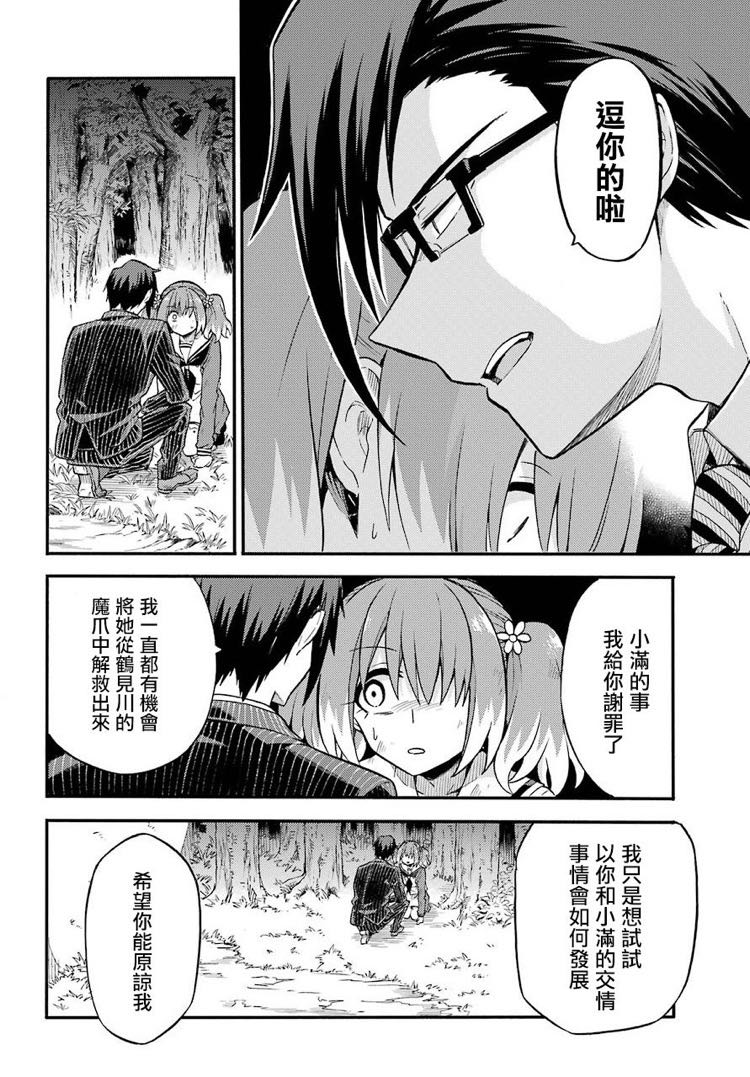 逗你的啦
小滿的事
我給你謝罪了
我一直都有機會
將她從鶴見川的
魔爪中解救出來
我只是想試試
以你和小滿的交情
事情會如何發展
希望你能原諒我